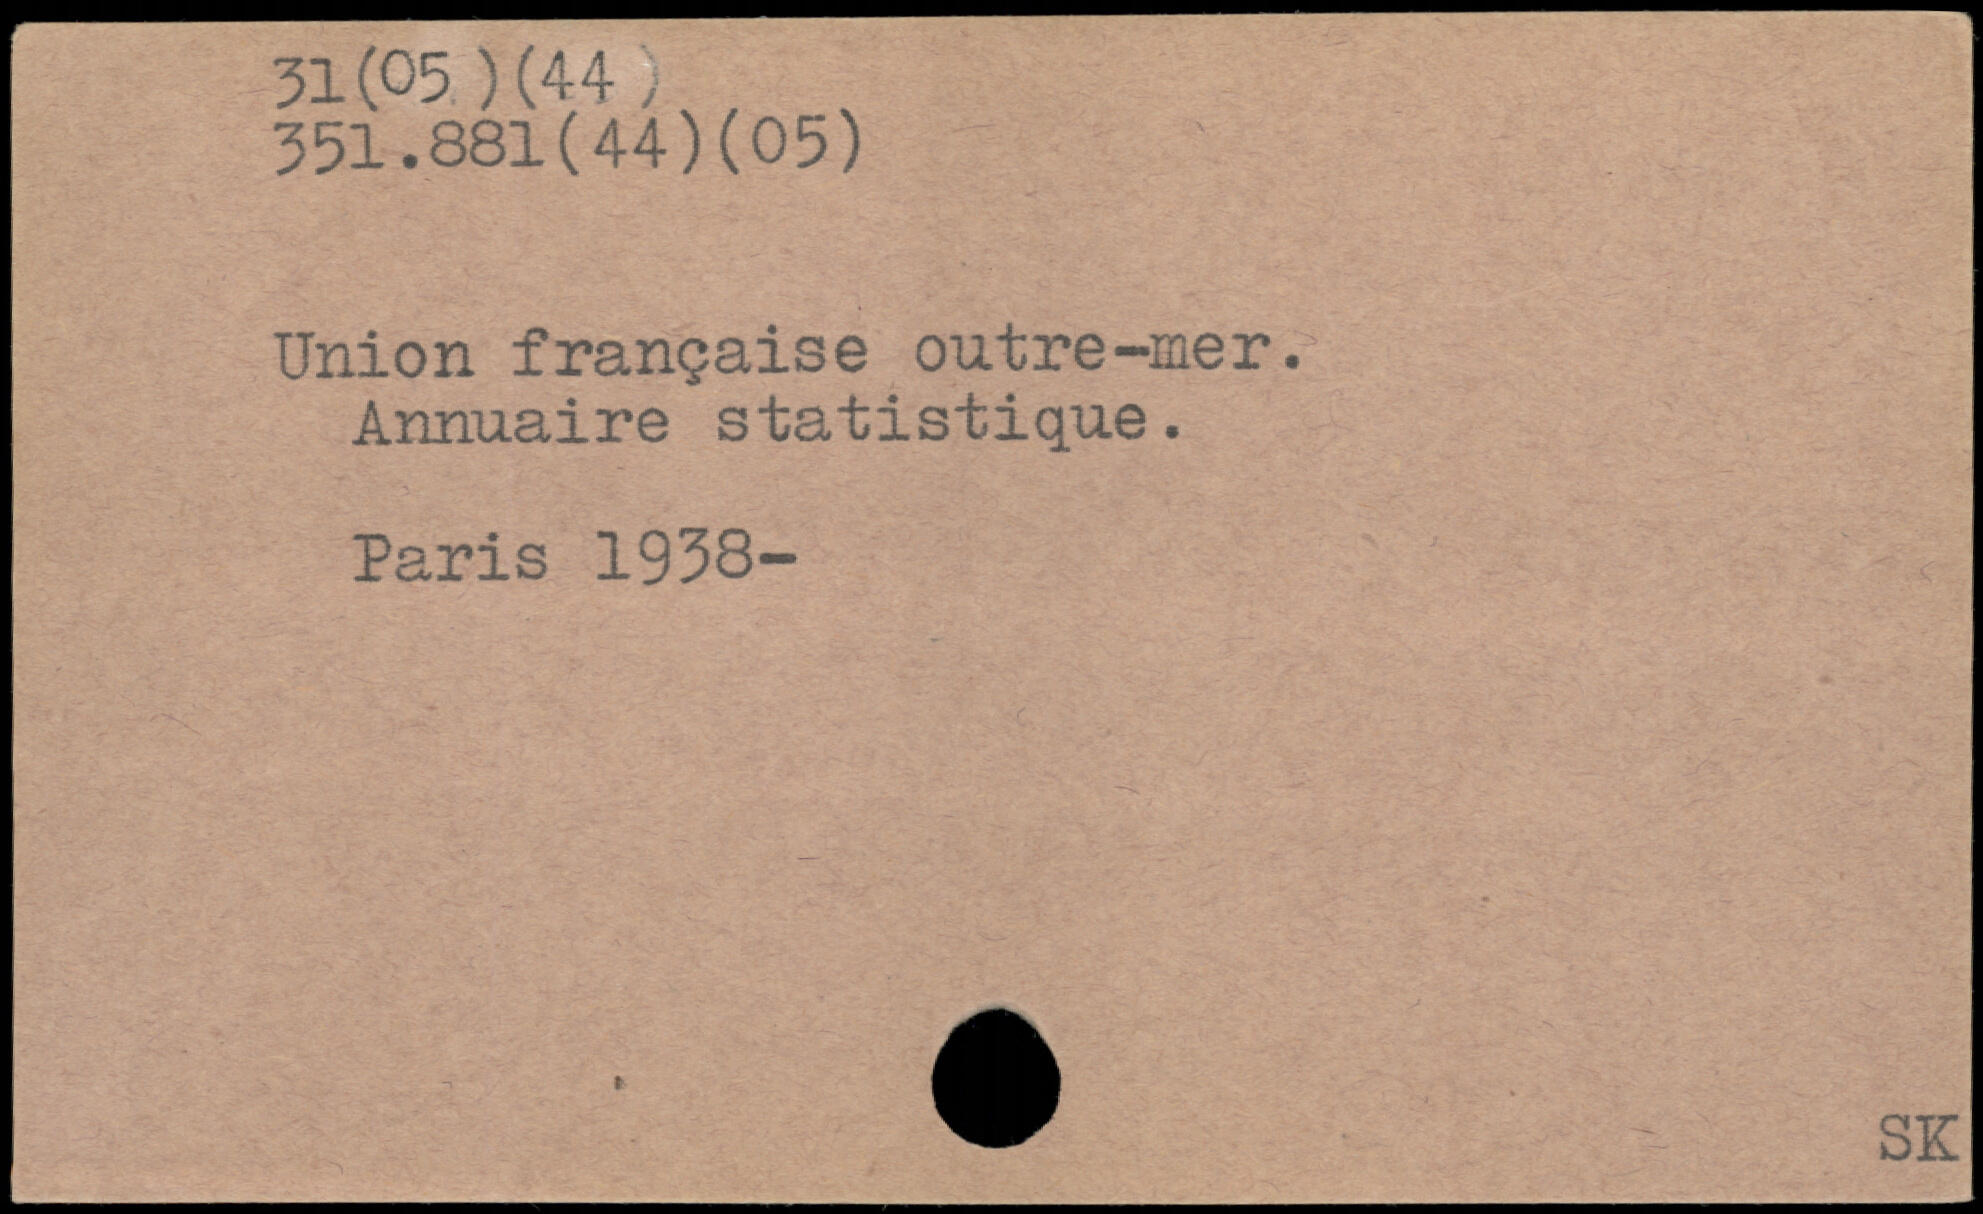 31(05 )(44 )
351.881(44)(05)
Union française outre-mer.
Annuaire statistique.
Paris 1938-
SK